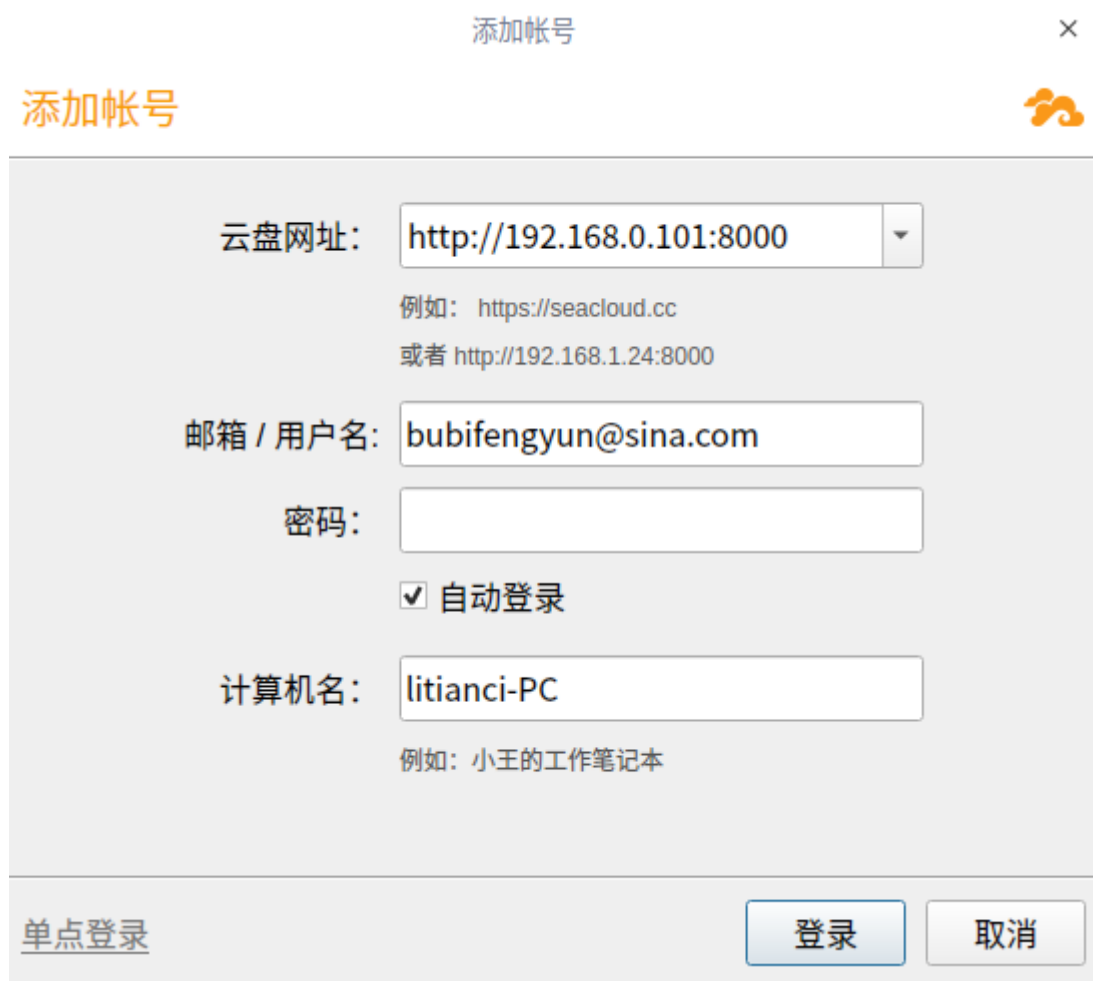 添加帐号
添加帐号
云盘网址： http://192.168.0.101:8000
例如： https://seacloud.cc
或者 http://192.168.1.24:8000
邮箱 / 用户名: bubifengyun@sina.com
密码：
自动登录
计算机名： litianci-PC
例如：小王的工作笔记本
单点登录 登录 取消